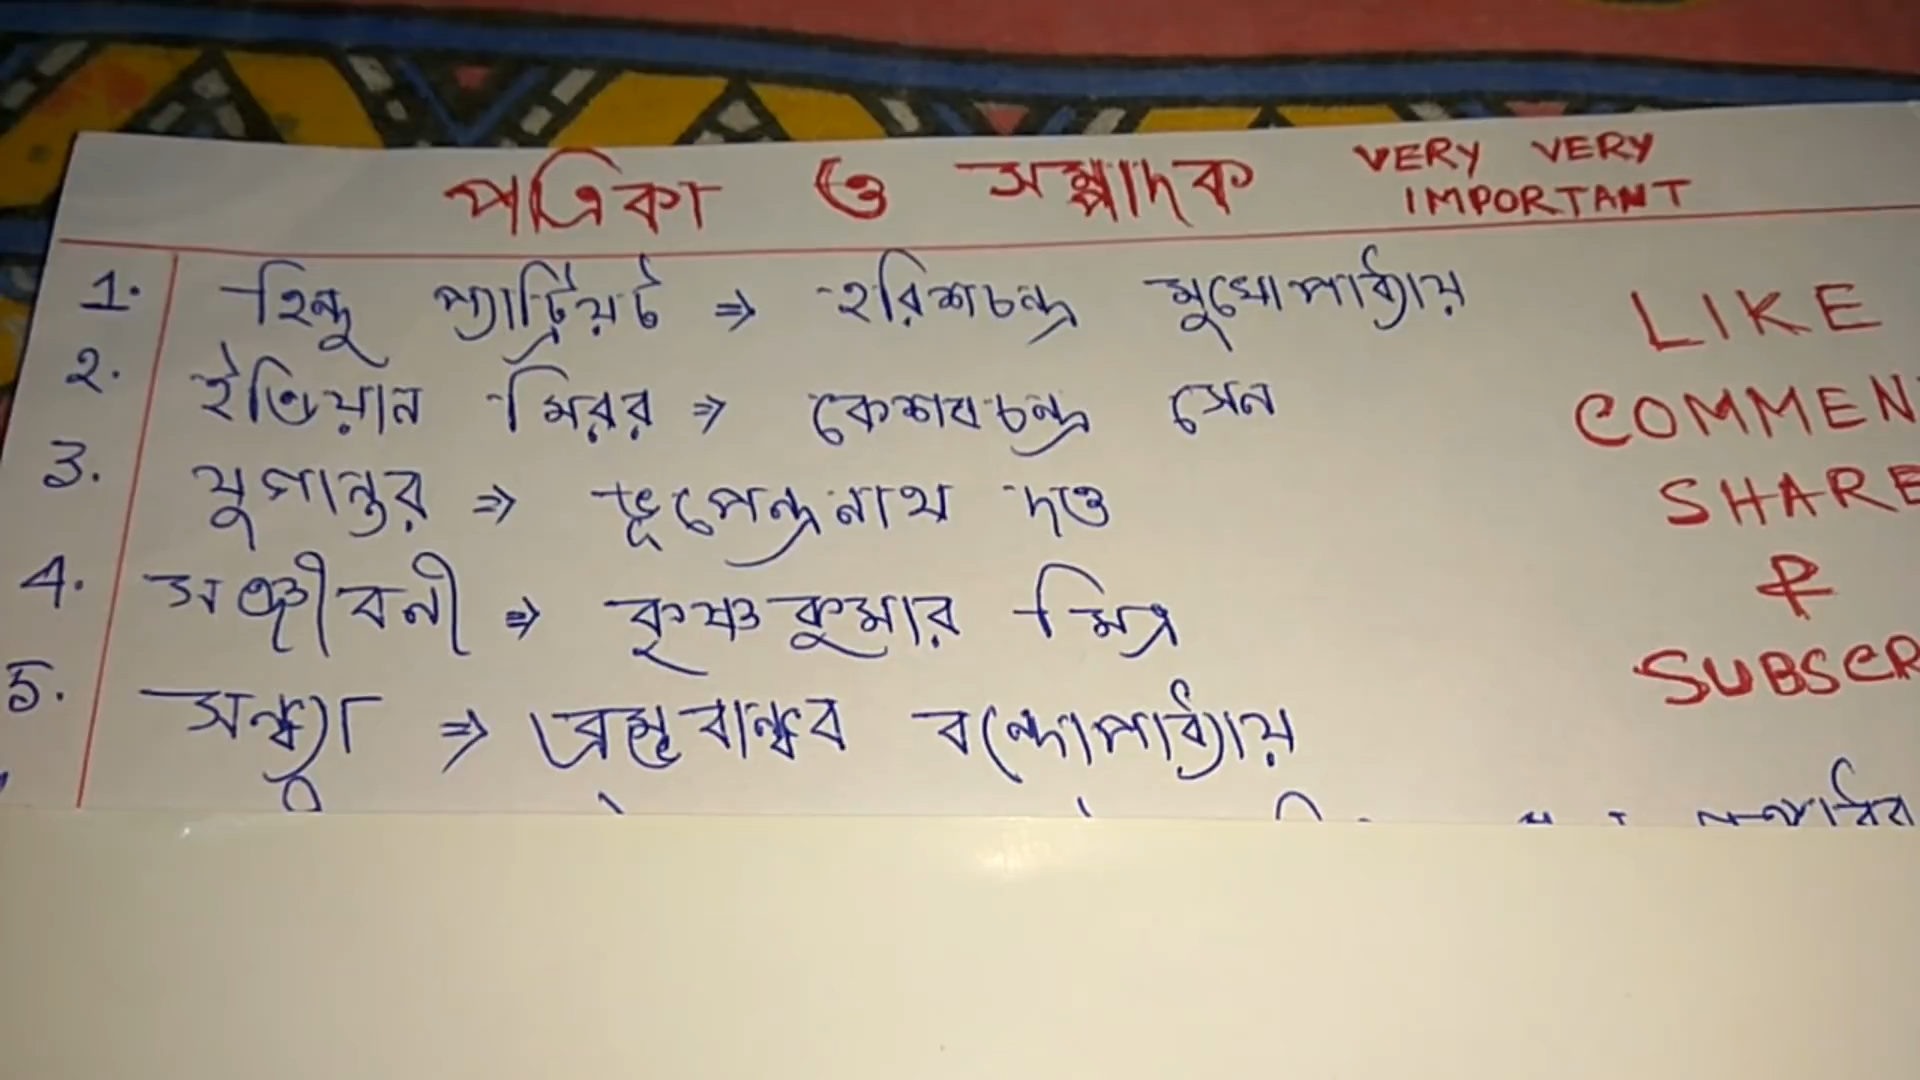 পত্রিকা ও সম্পাদক VERY VERY IMPORTANT
1. হিন্দু প্যাট্রিয়ট ⇒ হরিশচন্দ্র মুখোপাধ্যায়
2. ইন্ডিয়ান মিরর ⇒ কেশবচন্দ্র সেন
3. যুগান্তর ⇒ ভূপেন্দ্রনাথ দত্ত
4. সঞ্জীবনী ⇒ কৃষ্ণকুমার মিত্র
5. সন্ধ্যা ⇒ ব্রহ্মবান্ধব বন্দোপাধ্যায়
LIKE
COMMEN
SHARE
&
SUBSCR